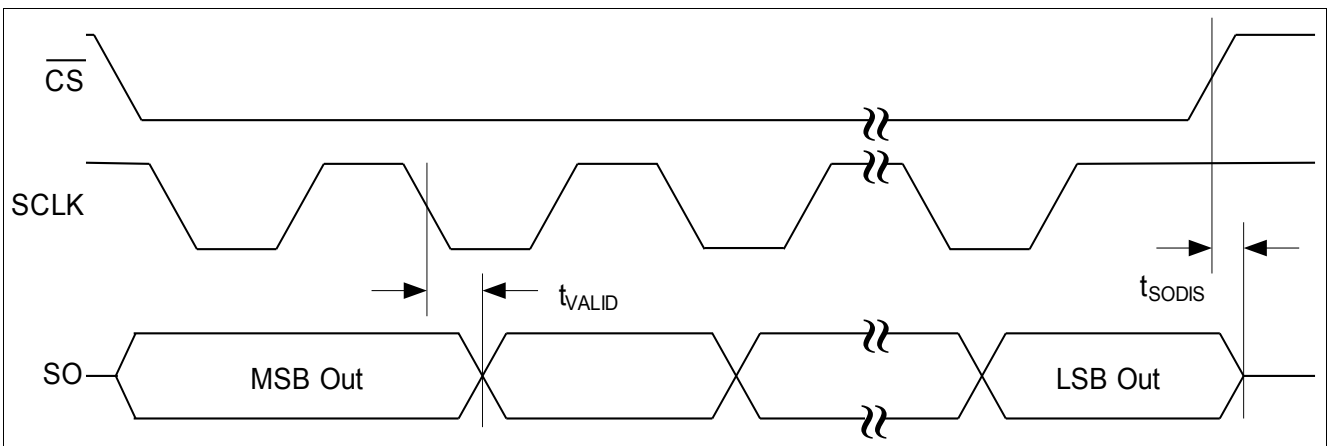 CS
SCLK
tVALID
tSODIS
SO
MSB Out
LSB Out